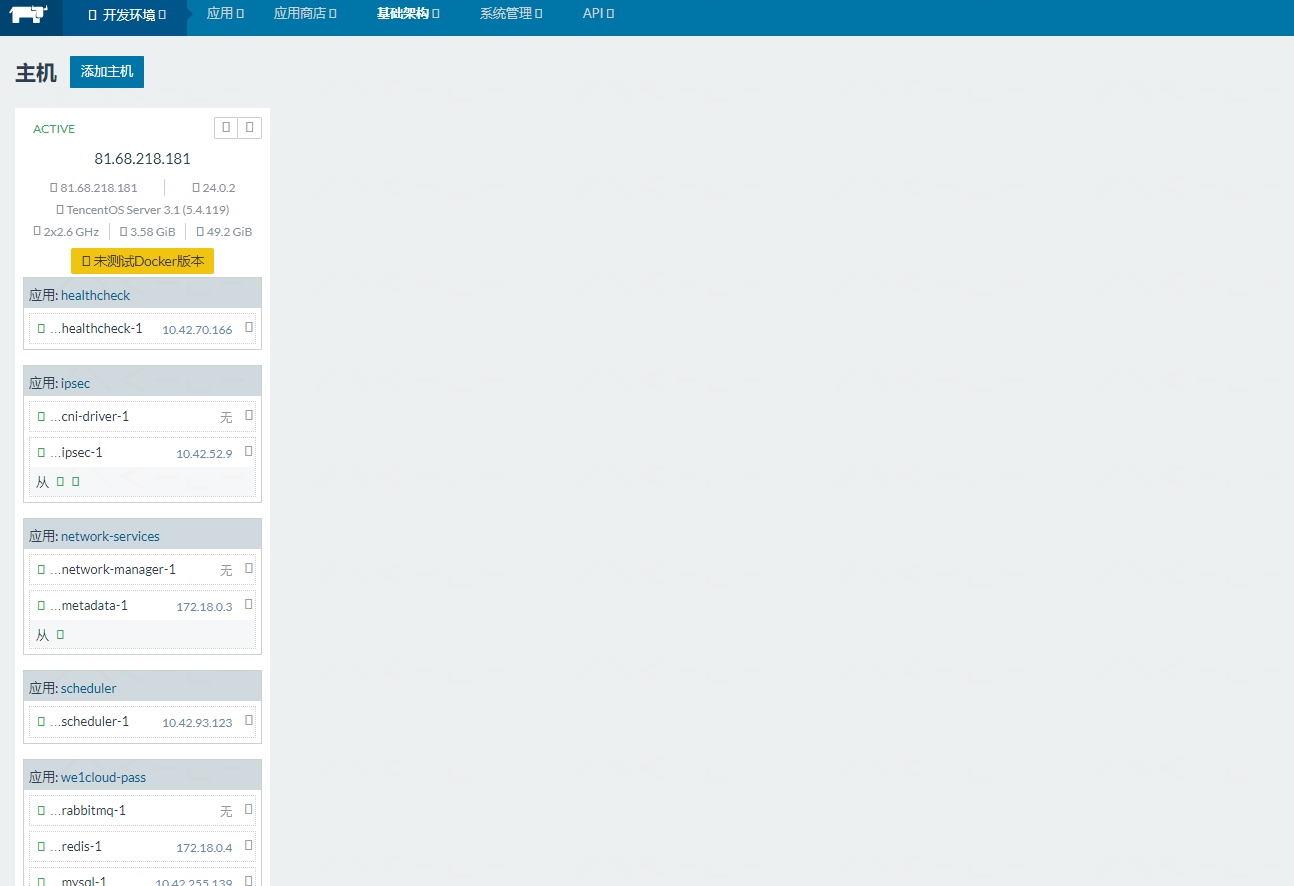 开发环境 应用 应用商店 基础架构 系统管理 API
主机 添加主机
ACTIVE
81.68.218.181
81.68.218.181 24.0.2
TencentOS Server 3.1 (5.4.119)
2x2.6 GHz 3.58 GiB 49.2 GiB
未测试Docker版本
应用: healthcheck
...healthcheck-1 10.42.70.166
应用: ipsec
...cni-driver-1 无
...ipsec-1 10.42.52.9
从
应用: network-services
...network-manager-1 无
...metadata-1 172.18.0.3
从
应用: scheduler
...scheduler-1 10.42.93.123
应用: we1cloud-pass
...rabbitmq-1 无
...redis-1 172.18.0.4
...mysql-1 10.42.255.139